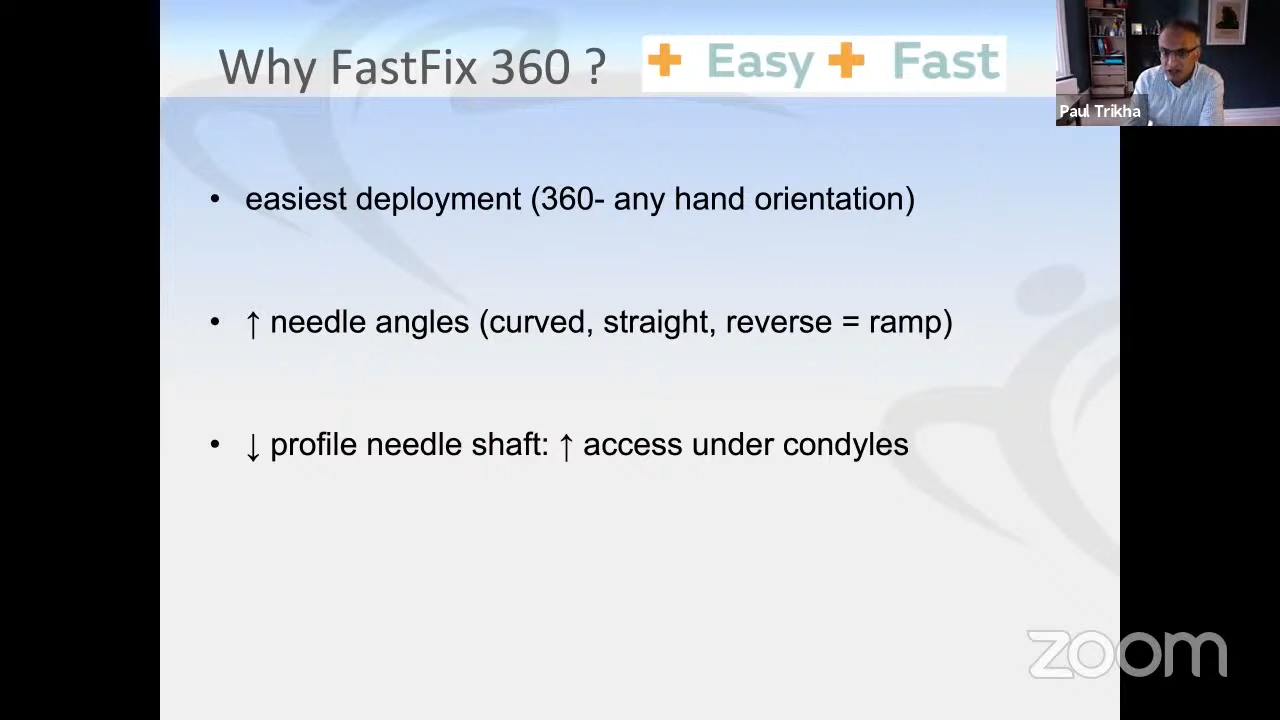 Why FastFix 360 ? + Easy + Fast
Paul Trikha
• easiest deployment (360- any hand orientation)
• ↑ needle angles (curved, straight, reverse = ramp)
• ↓ profile needle shaft: ↑ access under condyles
zoom